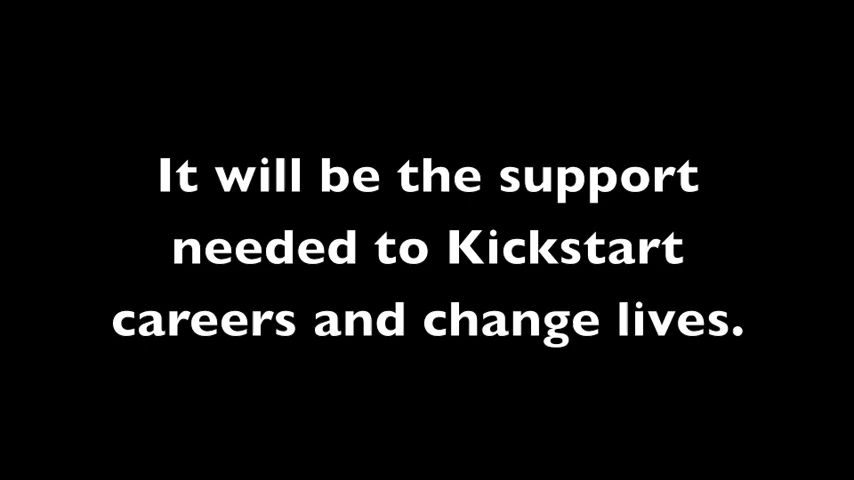 It will be the support
needed to Kickstart
careers and change lives.